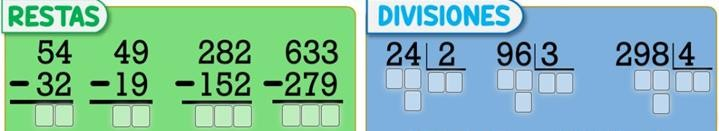 RESTAS
54 49 282 633
-32 -19 -152 -279
DIVISIONES
24 2 96 3 298 4